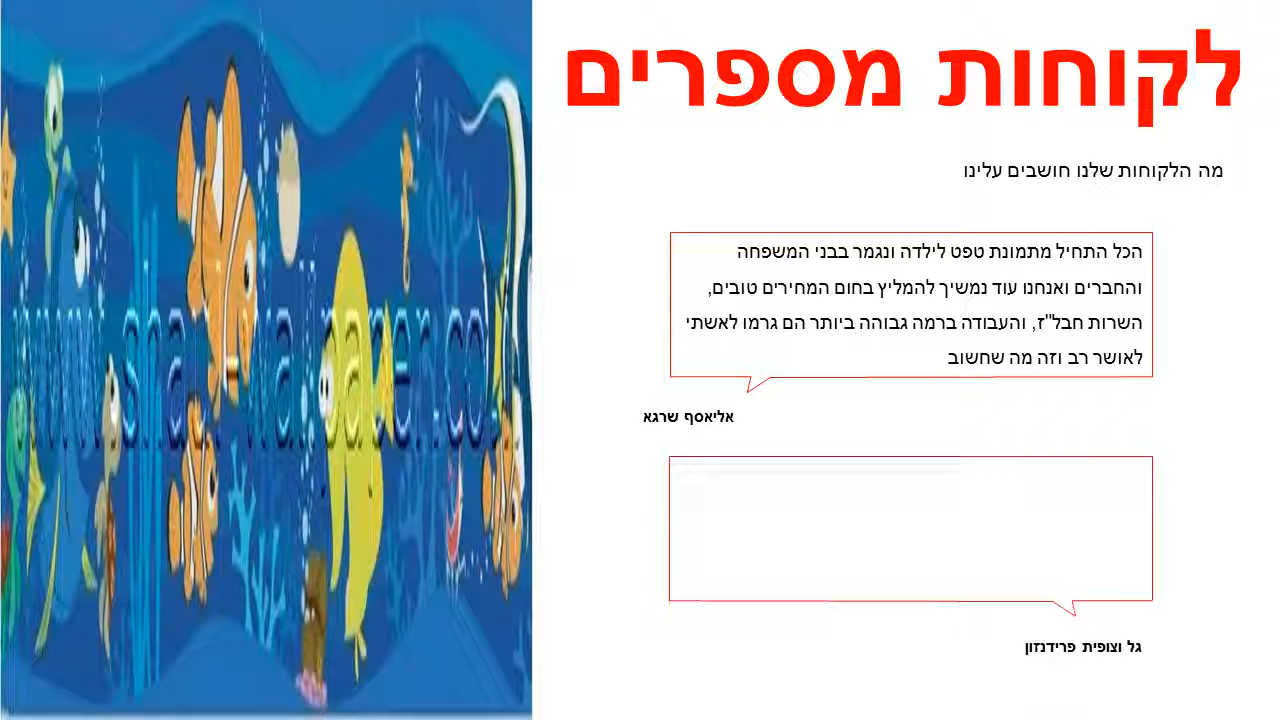 לקוחות מספרים
מה הלקוחות שלנו חושבים עלינו
הכל התחיל מתמונת טפט לילדה ונגמר בבני המשפחה
והחברים ואנחנו עוד נמשיך להמליץ בחום המחירים טובים,
השרות חבל"ז, והעבודה ברמה גבוהה ביותר הם גרמו לאשתי
לאושר רב וזה מה שחשוב
אליאסף שרגא
גל וצופית פרידנזון